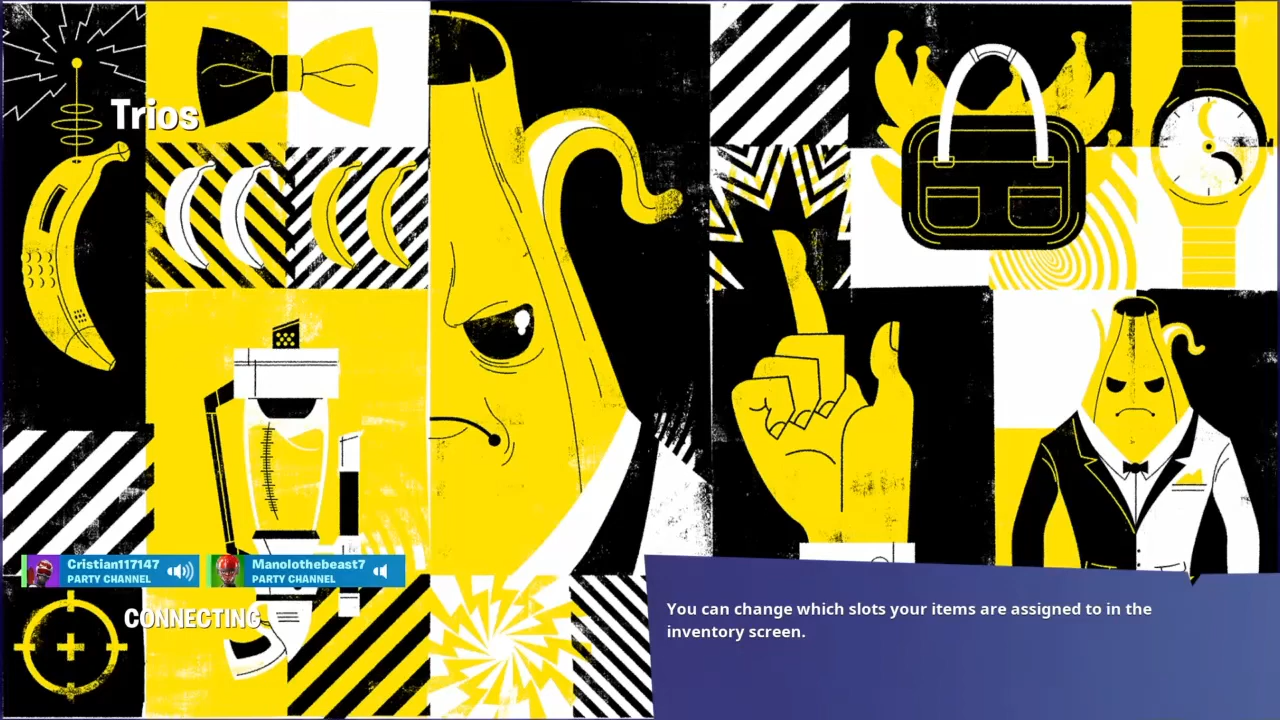 Trios
Cristian117147
PARTY CHANNEL
Manolothebeast7
PARTY CHANNEL
CONNECTING
You can change which slots your items are assigned to in the
inventory screen.